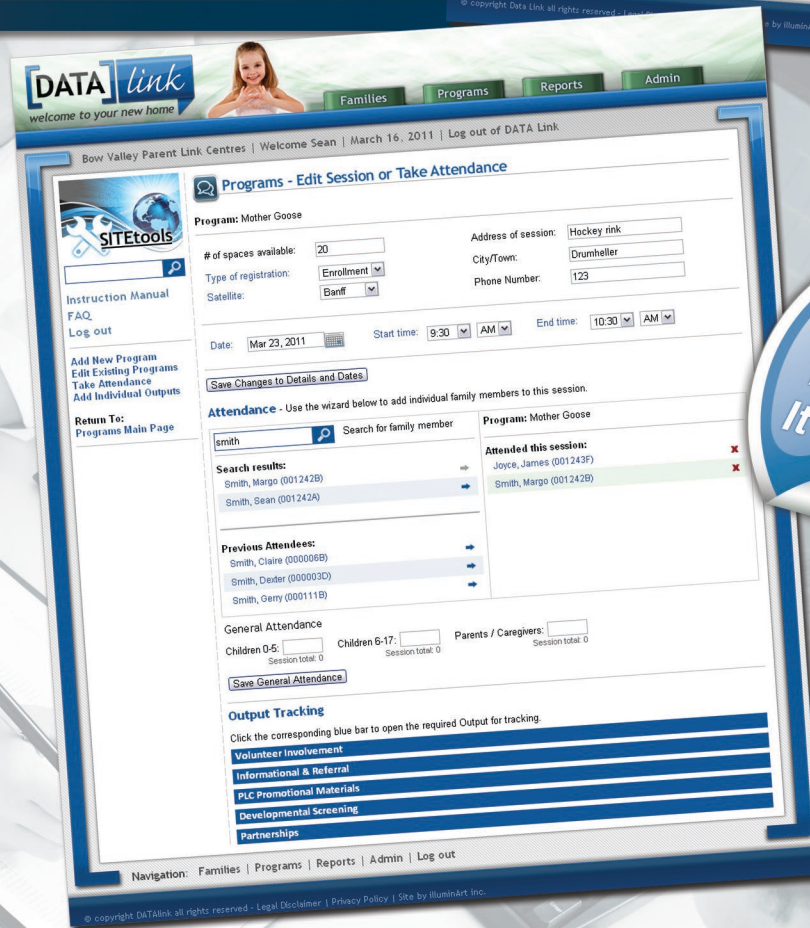 © copyright Data Link all rights reserved - Legal
e by illumin
[DATA] link
welcome to your new home
Families Programs Reports Admin
Bow Valley Parent Link Centres | Welcome Sean | March 16, 2011 | Log out of DATA Link
SITEtools
Instruction Manual
FAQ
Log out
Add New Program
Edit Existing Programs
Take Attendance
Add Individual Outputs
Return To:
Programs Main Page
Programs - Edit Session or Take Attendance
Program: Mother Goose
# of spaces available: 20
Address of session: Hockey rink
Type of registration: Enrollment
City/Town: Drumheller
Satellite: Banff
Phone Number: 123
Date: Mar 23, 2011 Start time: 9:30 AM End time: 10:30 AM
Save Changes to Details and Dates
Attendance - Use the wizard below to add individual family members to this session.
smith Search for family member
Search results:
Smith, Margo (001242B)
Smith, Sean (001242A)
Previous Attendees:
Smith, Claire (000006B)
Smith, Dexter (000003D)
Smith, Gerry (000111B)
Program: Mother Goose
Attended this session:
Joyce, James (001243F) x
Smith, Margo (001242B) x
General Attendance
Children 0-5: Children 6-17: Parents / Caregivers:
Session total: 0 Session total: 0 Session total: 0
Save General Attendance
Output Tracking
Click the corresponding blue bar to open the required Output for tracking.
Volunteer Involvement
Informational & Referral
PLC Promotional Materials
Developmental Screening
Partnerships
Navigation: Families | Programs | Reports | Admin | Log out
© copyright DATAlink all rights reserved - Legal Disclaimer | Privacy Policy | Site by illuminArt inc.
It